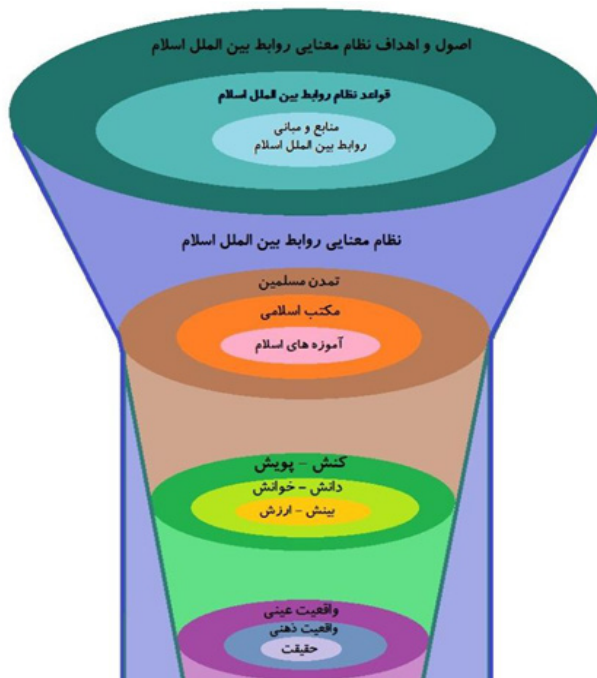 اصول و اهداف نظام معنایی روابط بین الملل اسلام
قواعد نظام روابط بین الملل اسلام
منابع و مبانی
روابط بین الملل اسلام
نظام معنایی روابط بین الملل اسلام
تمدن مسلمین
مکتب اسلامی
آموزه های اسلام
کنش - پویش
دانش - خوانش
بینش - ارزش
واقعیت عینی
واقعیت ذهنی
حقیقت